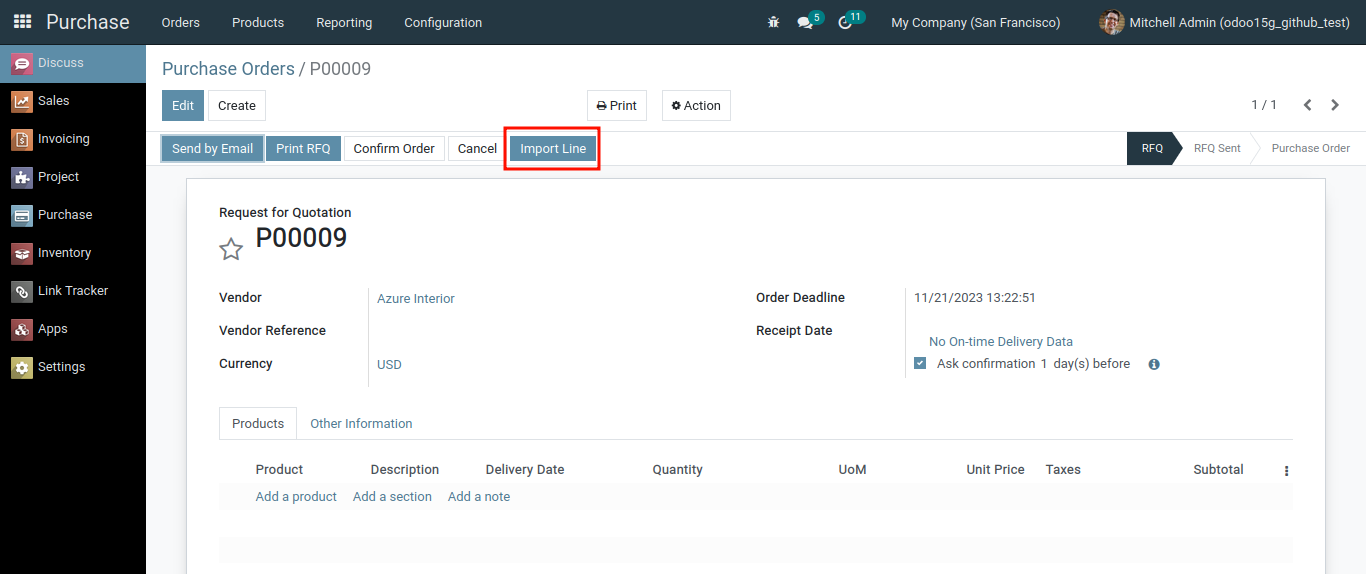 Purchase Orders Products Reporting Configuration 5 11 My Company (San Francisco) Mitchell Admin (odoo15g_github_test)
Discuss
Sales
Invoicing
Project
Purchase
Inventory
Link Tracker
Apps
Settings
Purchase Orders / P00009
Edit Create Print Action 1 / 1
Send by Email Print RFQ Confirm Order Cancel Import Line RFQ RFQ Sent Purchase Order
Request for Quotation
P00009
Vendor Azure Interior Order Deadline 11/21/2023 13:22:51
Vendor Reference Receipt Date
No On-time Delivery Data
Currency USD Ask confirmation 1 day(s) before
Products Other Information
Product Description Delivery Date Quantity UoM Unit Price Taxes Subtotal
Add a product Add a section Add a note